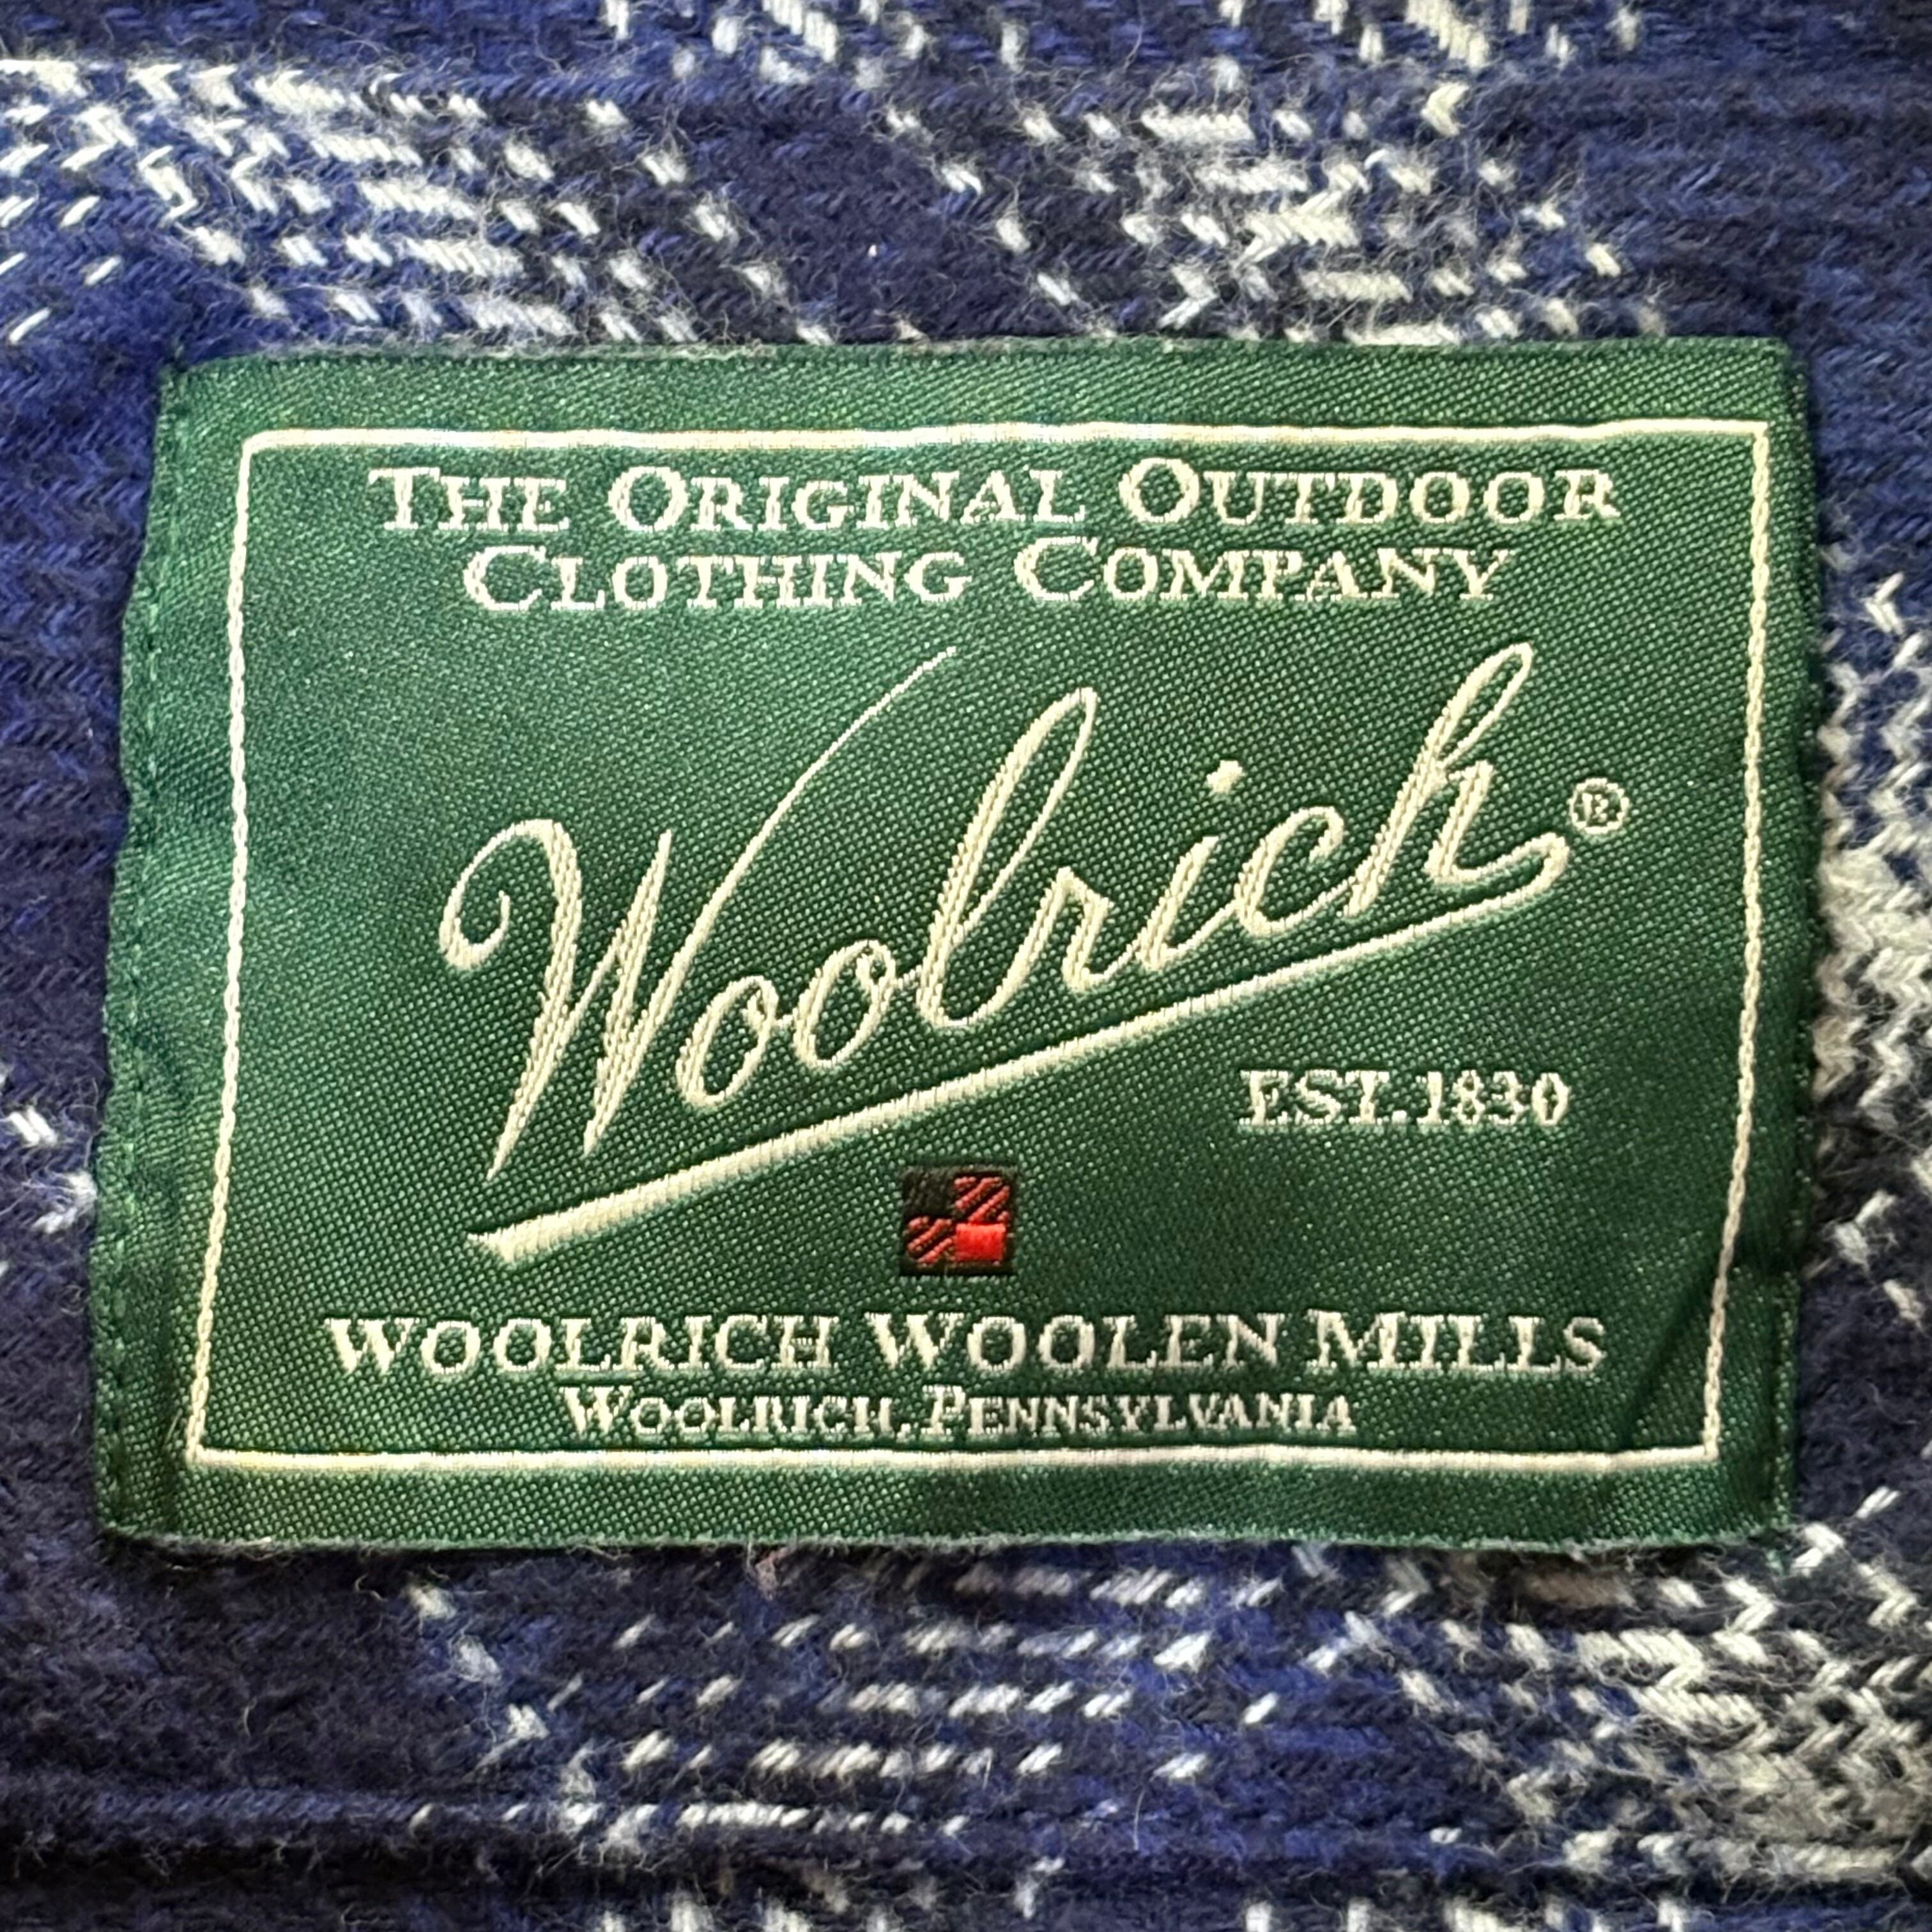 THE ORIGINAL OUTDOOR
CLOTHING COMPANY
Woolrich®
EST. 1830
WOOLRICH WOOLEN MILLS
WOOLRICH, PENNSYLVANIA